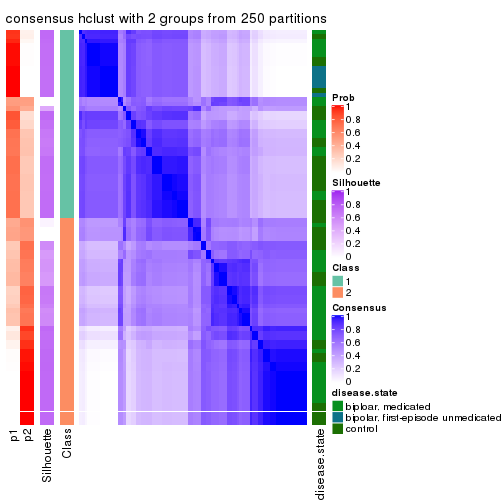 consensus hclust with 2 groups from 250 partitions
Prob
1
0.8
0.6
0.4
0.2
0
Silhouette
1
0.8
0.6
0.4
0.2
0
Class
1
2
Consensus
1
0.8
0.6
0.4
0.2
0
disease.state
biploar, medicated
bipolar, first-episode unmedicated
control
p1
p2
Silhouette
Class
disease.state